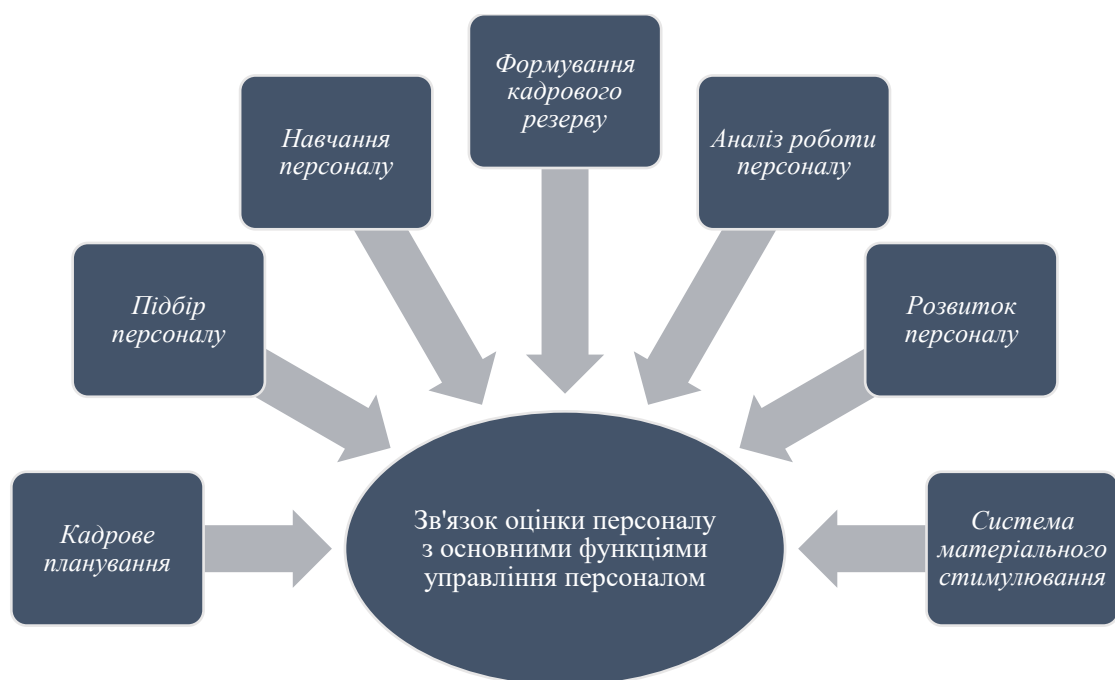 Формування
кадрового
резерву
Навчання
персоналу
Аналіз роботи
персоналу
Підбір
персоналу
Розвиток
персоналу
Кадрове
планування
Зв'язок оцінки персоналу
з основними функціями
управління персоналом
Система
матеріального
стимулювання